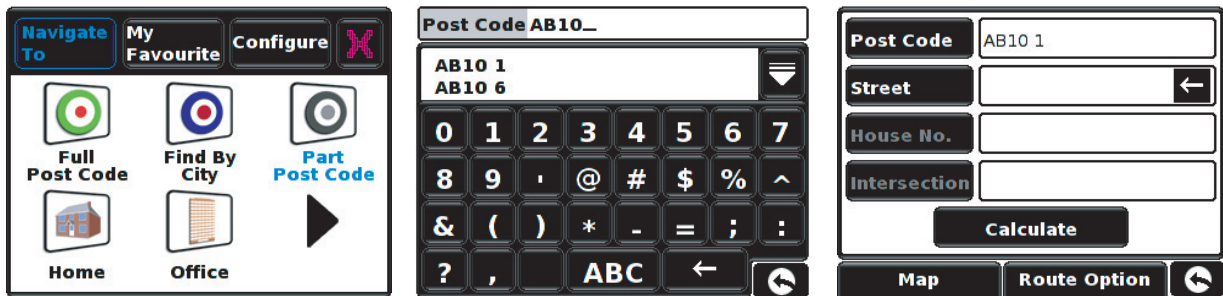 Navigate To
My Favourite
Configure
Full Post Code
Find By City
Part Post Code
Home
Office
Post Code AB10_
AB10 1
AB10 6
0 1 2 3 4 5 6 7
8 9 ' @ # $ % ^
& ( ) * - = ; :
? , ABC ←
Post Code AB10 1
Street ←
House No.
Intersection
Calculate
Map Route Option